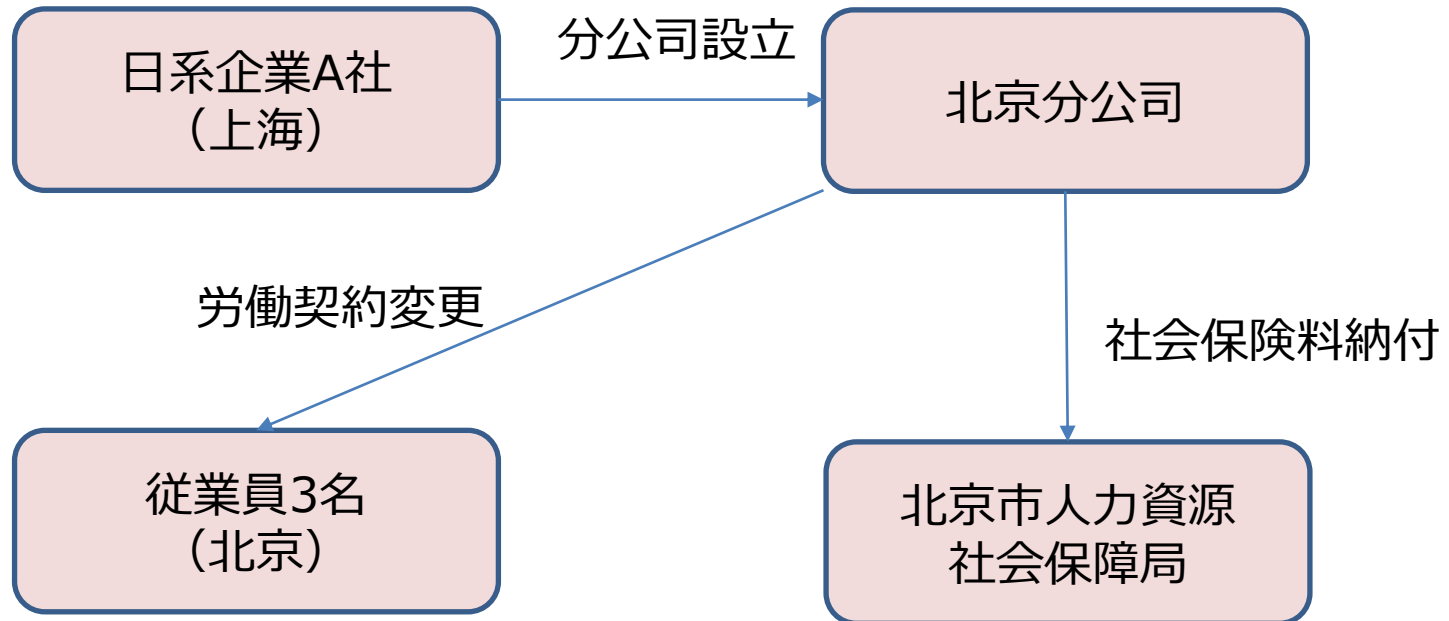 日系企業A社
（上海）
分公司設立
北京分公司
労働契約変更
社会保険料納付
従業員3名
（北京）
北京市人力資源
社会保障局